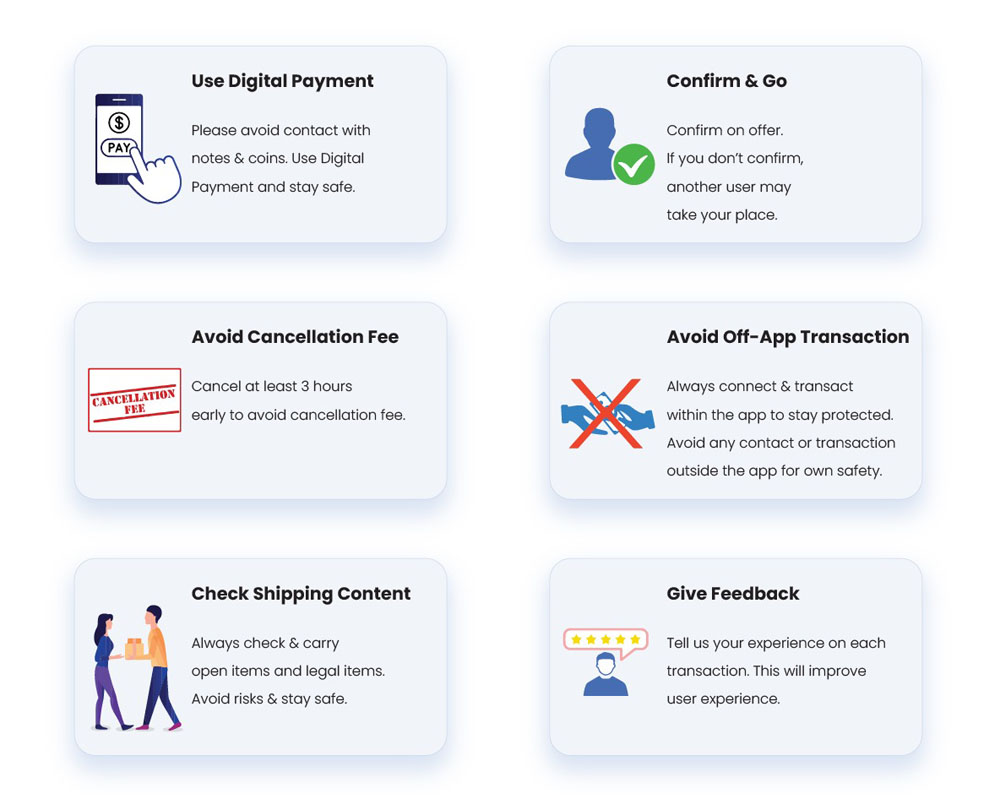 Use Digital Payment
$
PAY
Please avoid contact with
notes & coins. Use Digital
Payment and stay safe.
Confirm & Go
Confirm on offer.
If you don’t confirm,
another user may
take your place.
Avoid Cancellation Fee
CANCELLATION
FEE
Cancel at least 3 hours
early to avoid cancellation fee.
Avoid Off-App Transaction
Always connect & transact
within the app to stay protected.
Avoid any contact or transaction
outside the app for own safety.
Check Shipping Content
Always check & carry
open items and legal items.
Avoid risks & stay safe.
Give Feedback
Tell us your experience on each
transaction. This will improve
user experience.